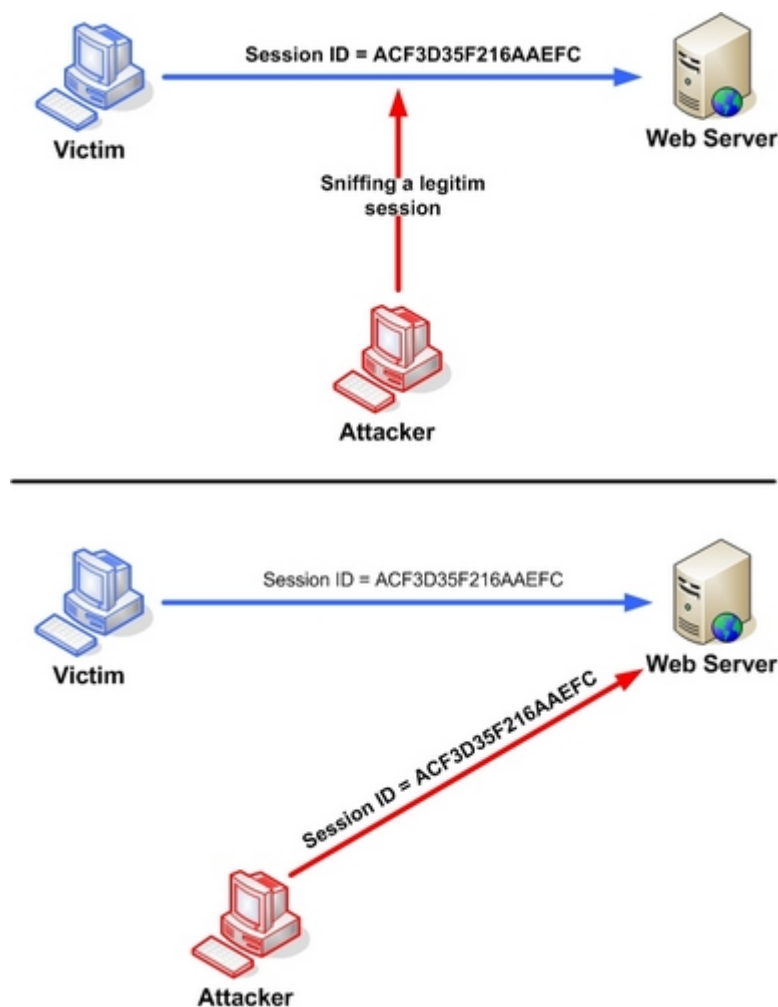 Session ID = ACF3D35F216AAEFC
Victim
Web Server
Sniffing a legitim
session
Attacker
Session ID = ACF3D35F216AAEFC
Victim
Web Server
Session ID = ACF3D35F216AAEFC
Attacker